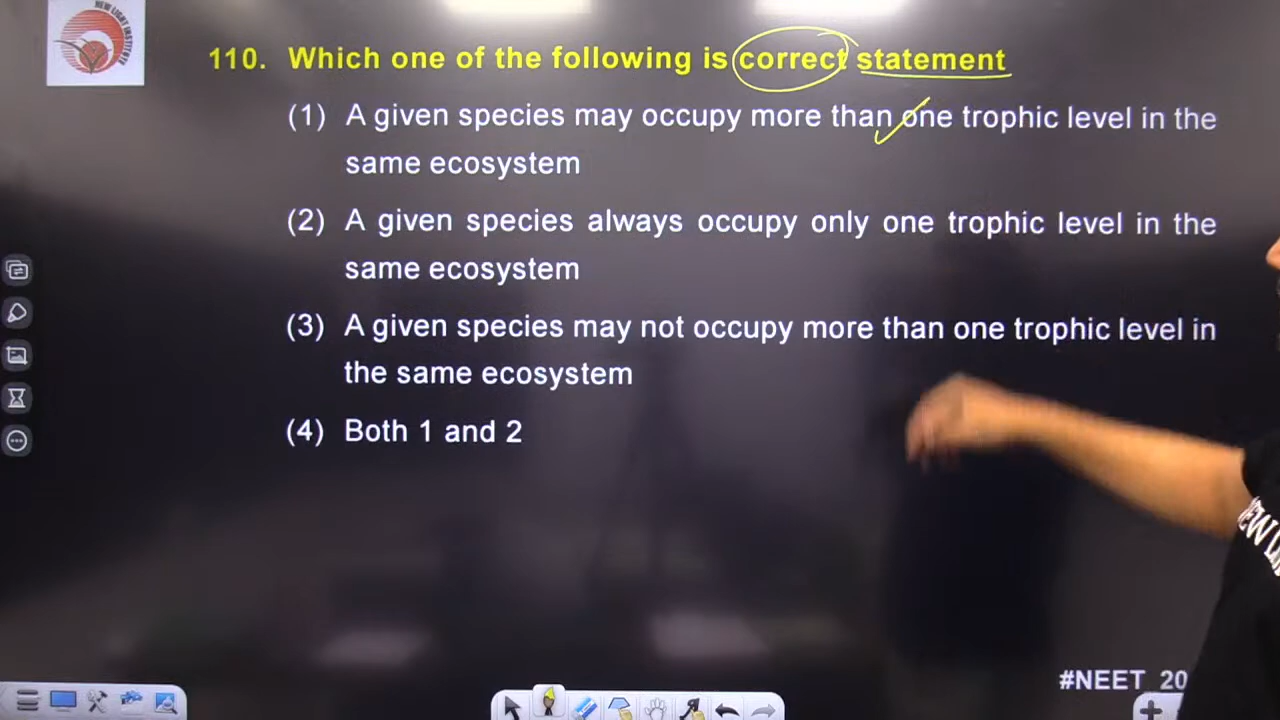 NEW LIGHT INSTITUTE
110. Which one of the following is correct statement
(1) A given species may occupy more than one trophic level in the
same ecosystem
(2) A given species always occupy only one trophic level in the
same ecosystem
(3) A given species may not occupy more than one trophic level in
the same ecosystem
(4) Both 1 and 2
#NEET 20